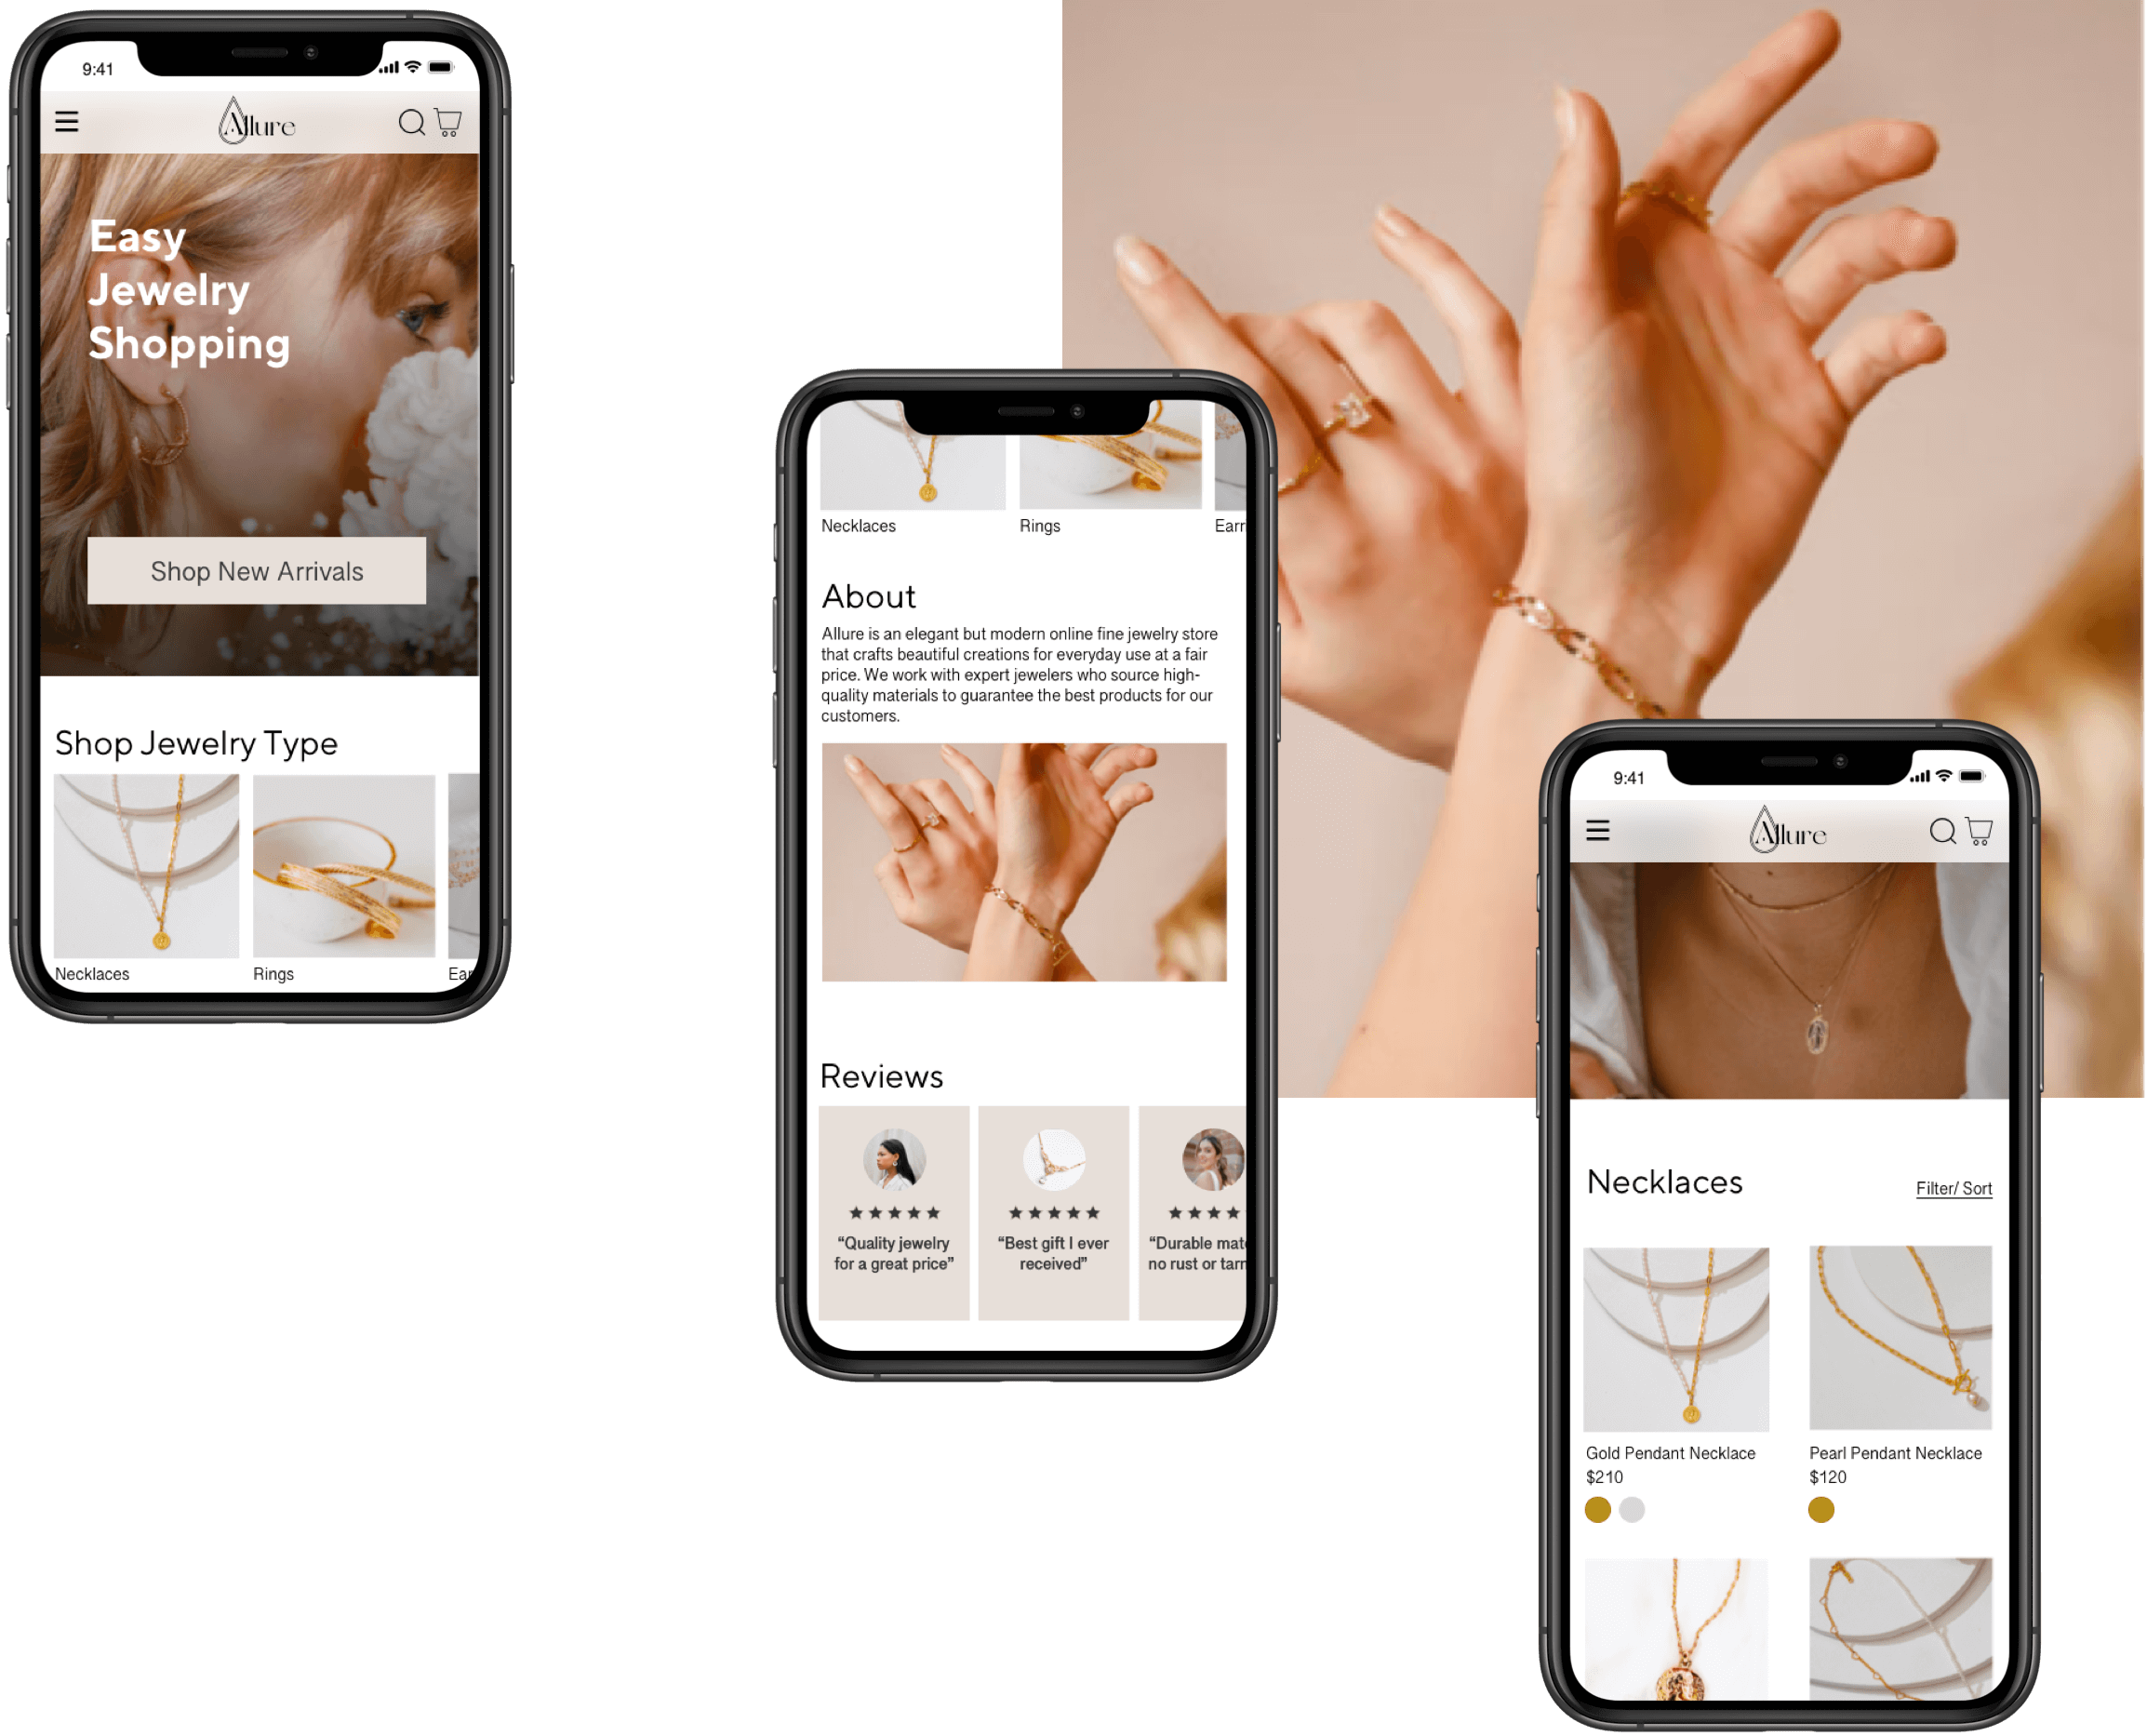 9:41
Allure
Easy
Jewelry
Shopping
Shop New Arrivals
Shop Jewelry Type
Necklaces Rings Ear
Necklaces Rings Earr
About
Allure is an elegant but modern online fine jewelry store
that crafts beautiful creations for everyday use at a fair
price. We work with expert jewelers who source high-
quality materials to guarantee the best products for our
customers.
Reviews
“Quality jewelry
for a great price”
“Best gift I ever
received”
“Durable mat
no rust or tarn
9:41
Allure
Necklaces
Filter/ Sort
Gold Pendant Necklace
$210
Pearl Pendant Necklace
$120